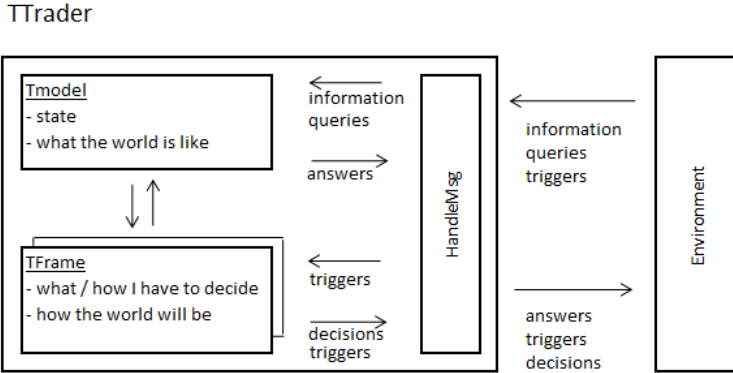 TTrader
Tmodel
- state
- what the world is like
information
queries
answers
HandleMsg
information
queries
triggers
Environment
TFrame
- what / how I have to decide
- how the world will be
triggers
decisions
triggers
answers
triggers
decisions